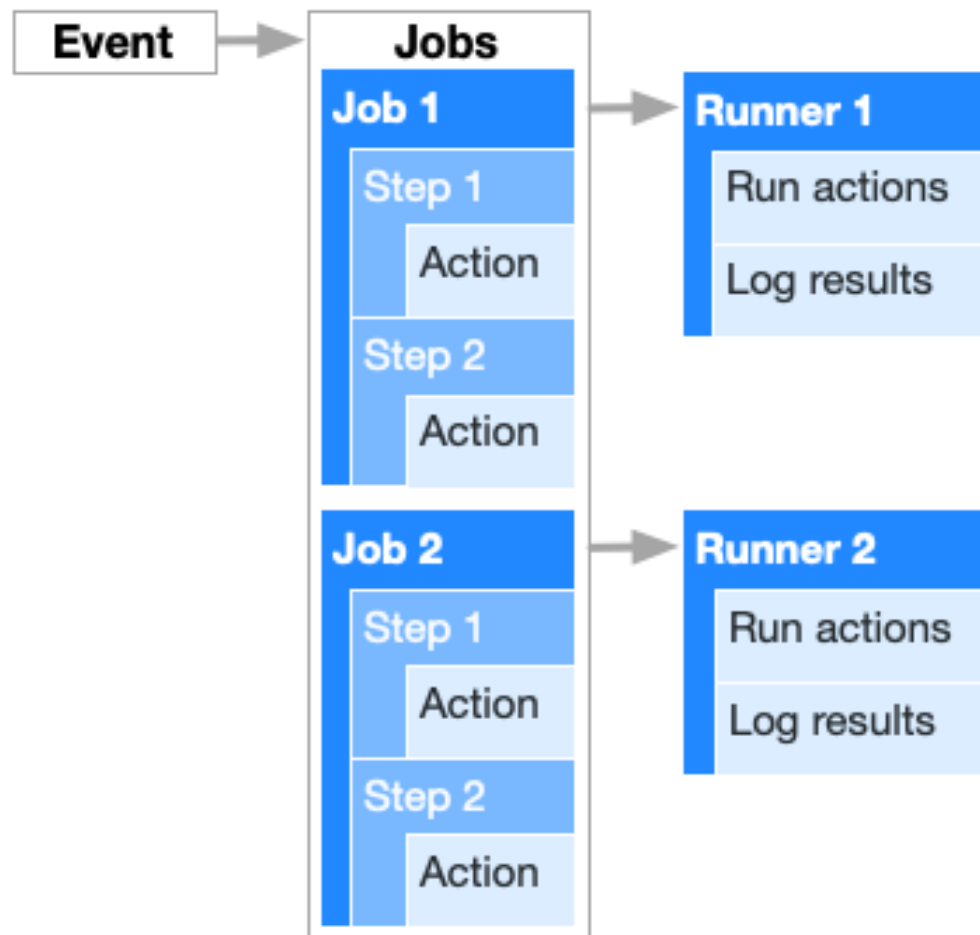 Event
Jobs
Job 1
Step 1
Action
Step 2
Action
Job 2
Step 1
Action
Step 2
Action
Runner 1
Run actions
Log results
Runner 2
Run actions
Log results